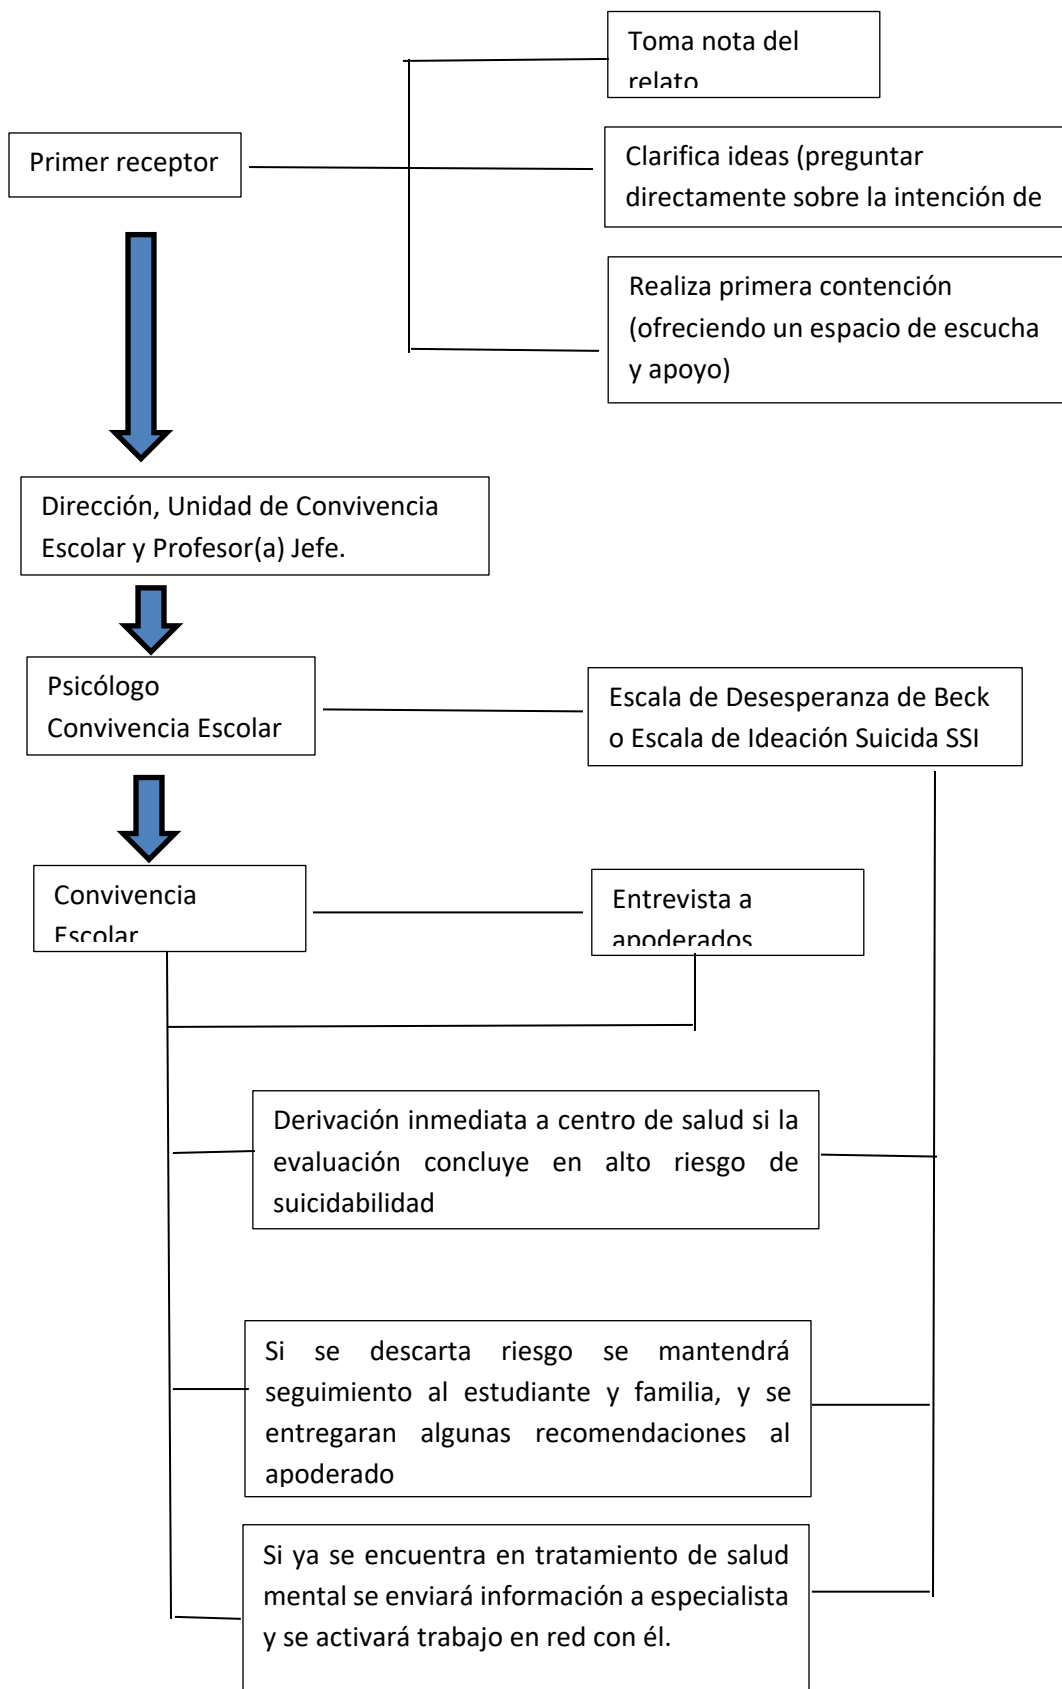 Toma nota del
relato
Primer receptor
Clarifica ideas (preguntar
directamente sobre la intención de
Realiza primera contención
(ofreciendo un espacio de escucha
y apoyo)
Dirección, Unidad de Convivencia
Escolar y Profesor(a) Jefe.
Psicólogo
Convivencia Escolar
Escala de Desesperanza de Beck
o Escala de Ideación Suicida SSI
Convivencia
Escolar
Entrevista a
apoderados
Derivación inmediata a centro de salud si la
evaluación concluye en alto riesgo de
suicidabilidad
Si se descarta riesgo se mantendrá
seguimiento al estudiante y familia, y se
entregaran algunas recomendaciones al
apoderado
Si ya se encuentra en tratamiento de salud
mental se enviará información a especialista
y se activará trabajo en red con él.